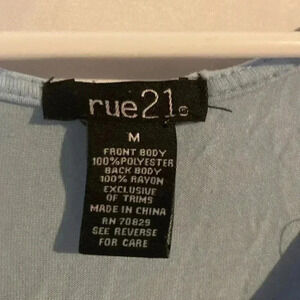 rue21®
M
FRONT BODY
100%POLYESTER
BACK BODY
100% RAYON
EXCLUSIVE
OF TRIMS
MADE IN CHINA
RN 70829
SEE REVERSE
FOR CARE